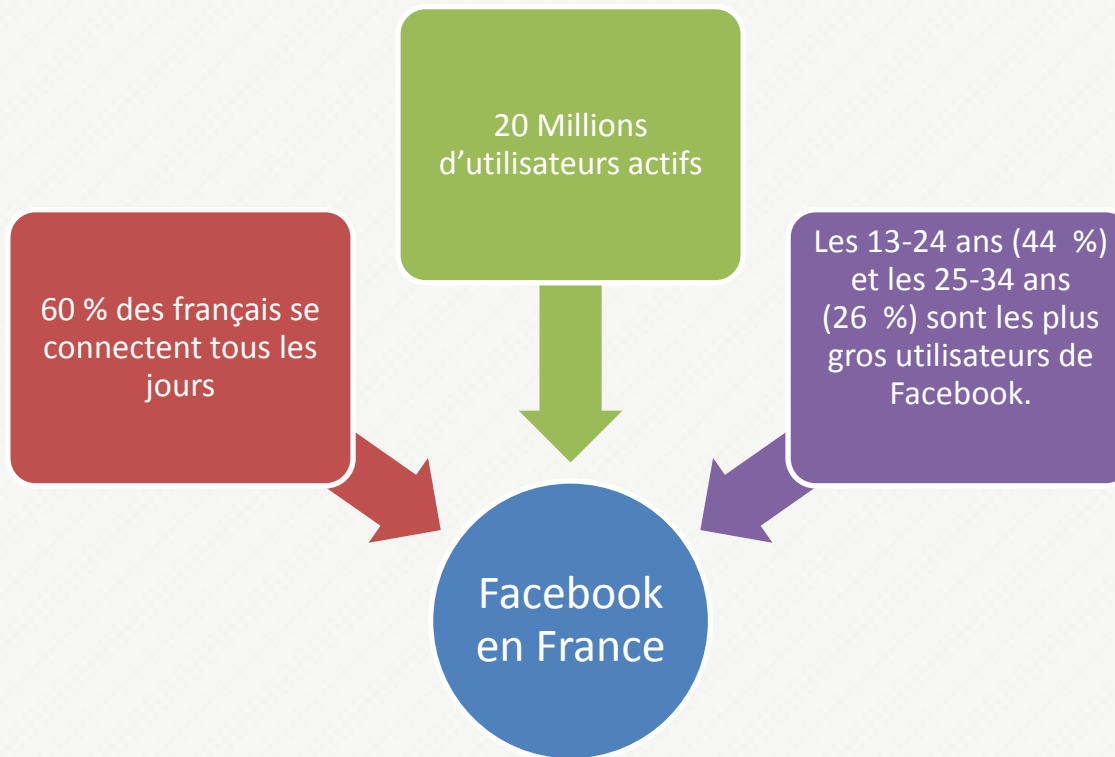 20 Millions
d’utilisateurs actifs
60 % des français se
connectent tous les
jours
Les 13-24 ans (44 %)
et les 25-34 ans
(26 %) sont les plus
gros utilisateurs de
Facebook.
Facebook
en France